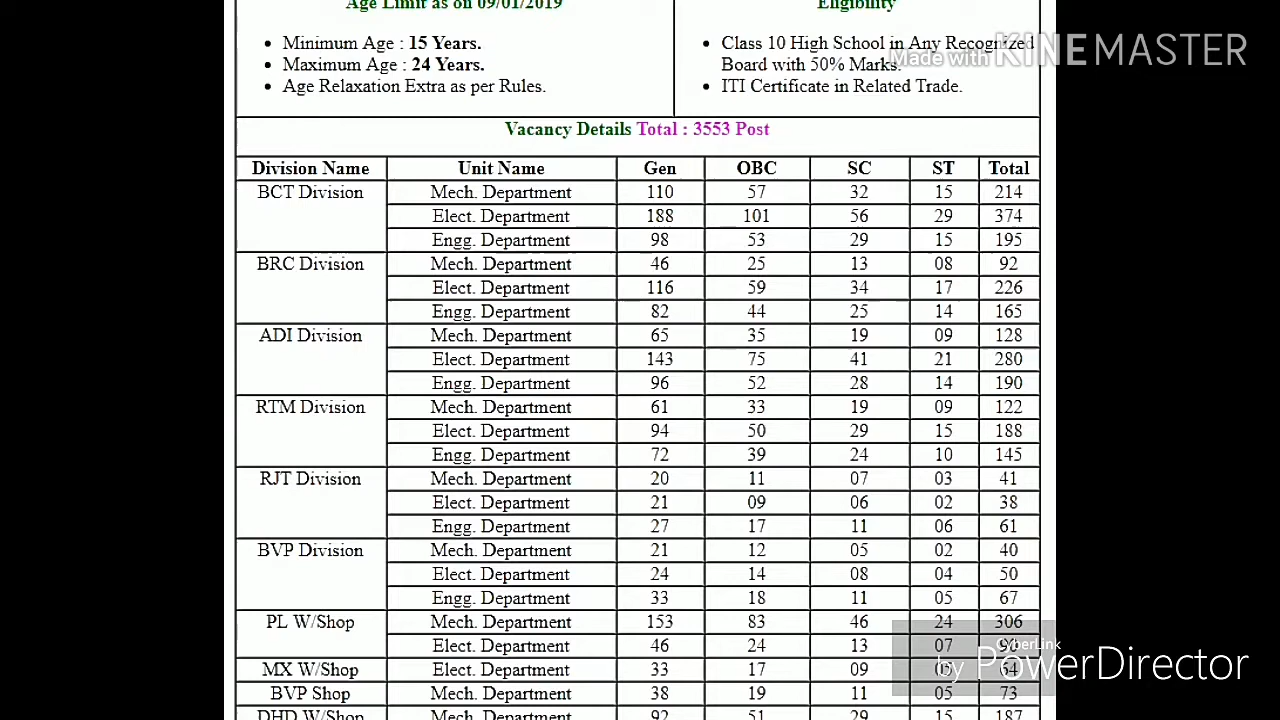 Age Limit as on 09/01/2019
Eligibility
Minimum Age : 15 Years.
Maximum Age : 24 Years.
Age Relaxation Extra as per Rules.
Class 10 High School in Any Recognized
Board with 50% Marks.
ITI Certificate in Related Trade.
Made with KINEMASTER
Vacancy Details Total : 3553 Post
Division Name Unit Name Gen OBC SC ST Total
BCT Division Mech. Department 110 57 32 15 214
Elect. Department 188 101 56 29 374
Engg. Department 98 53 29 15 195
BRC Division Mech. Department 46 25 13 08 92
Elect. Department 116 59 34 17 226
Engg. Department 82 44 25 14 165
ADI Division Mech. Department 65 35 19 09 128
Elect. Department 143 75 41 21 280
Engg. Department 96 52 28 14 190
RTM Division Mech. Department 61 33 19 09 122
Elect. Department 94 50 29 15 188
Engg. Department 72 39 24 10 145
RJT Division Mech. Department 20 11 07 03 41
Elect. Department 21 09 06 02 38
Engg. Department 27 17 11 06 61
BVP Division Mech. Department 21 12 05 02 40
Elect. Department 24 14 08 04 50
Engg. Department 33 18 11 05 67
PL W/Shop Mech. Department 153 83 46 24 306
Elect. Department 46 24 13 07
MX W/Shop Elect. Department 33 17 09 64
BVP Shop Mech. Department 38 19 11 05 73
DHD W/Shop Mech. Department 92 51 29 15 187
CyberLink
by PowerDirector